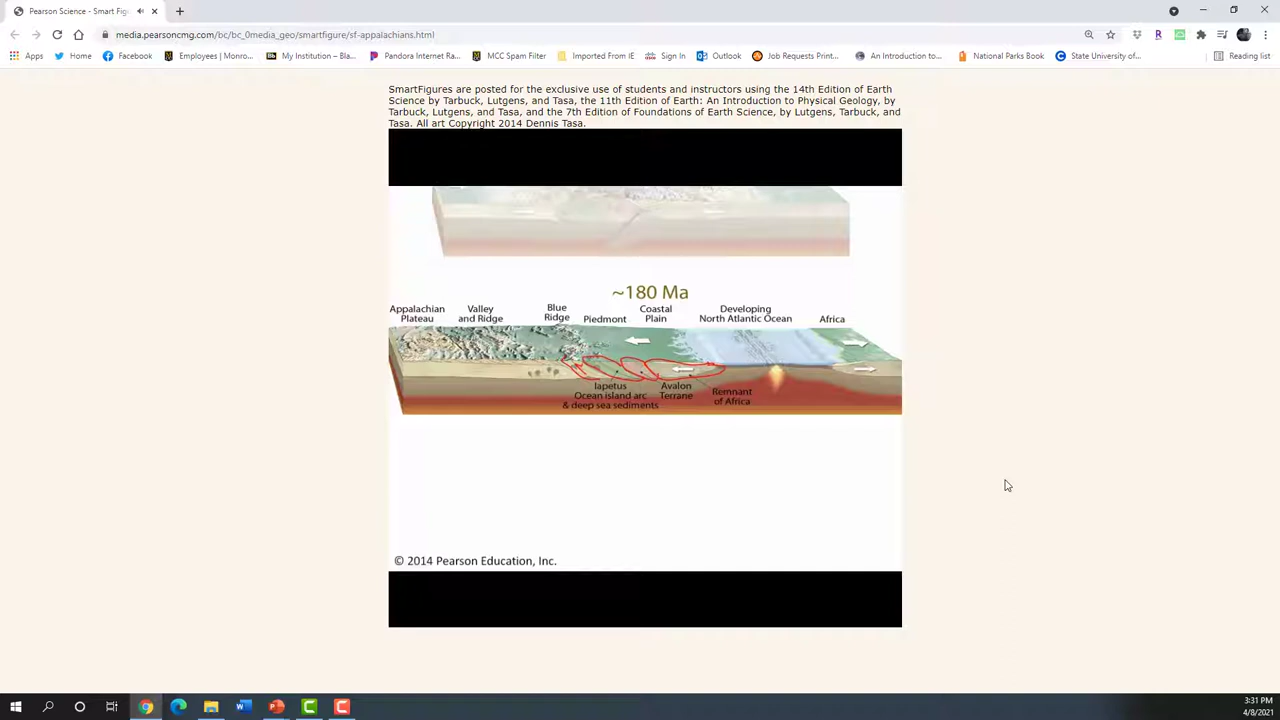 Pearson Science - Smart Fig
media.pearsoncmg.com/bc/bc_0media_geo/smartfigure/sf-appalachians.html
Apps Home Facebook Employees | Monro... My Institution – Bla... Pandora Internet Ra... MCC Spam Filter Imported From IE Sign In Outlook Job Requests Print... An Introduction to... National Parks Book State University of... Reading list
SmartFigures are posted for the exclusive use of students and instructors using the 14th Edition of Earth
Science by Tarbuck, Lutgens, and Tasa, the 11th Edition of Earth: An Introduction to Physical Geology, by
Tarbuck, Lutgens, and Tasa, and the 7th Edition of Foundations of Earth Science, by Lutgens, Tarbuck, and
Tasa. All art Copyright 2014 Dennis Tasa.
~180 Ma
Appalachian
Plateau
Valley
and Ridge
Blue
Ridge
Piedmont
Coastal
Plain
Developing
North Atlantic Ocean
Africa
Iapetus
Ocean island arc
& deep sea sediments
Avalon
Terrane
Remnant
of Africa
© 2014 Pearson Education, Inc.
3:31 PM
4/8/2021